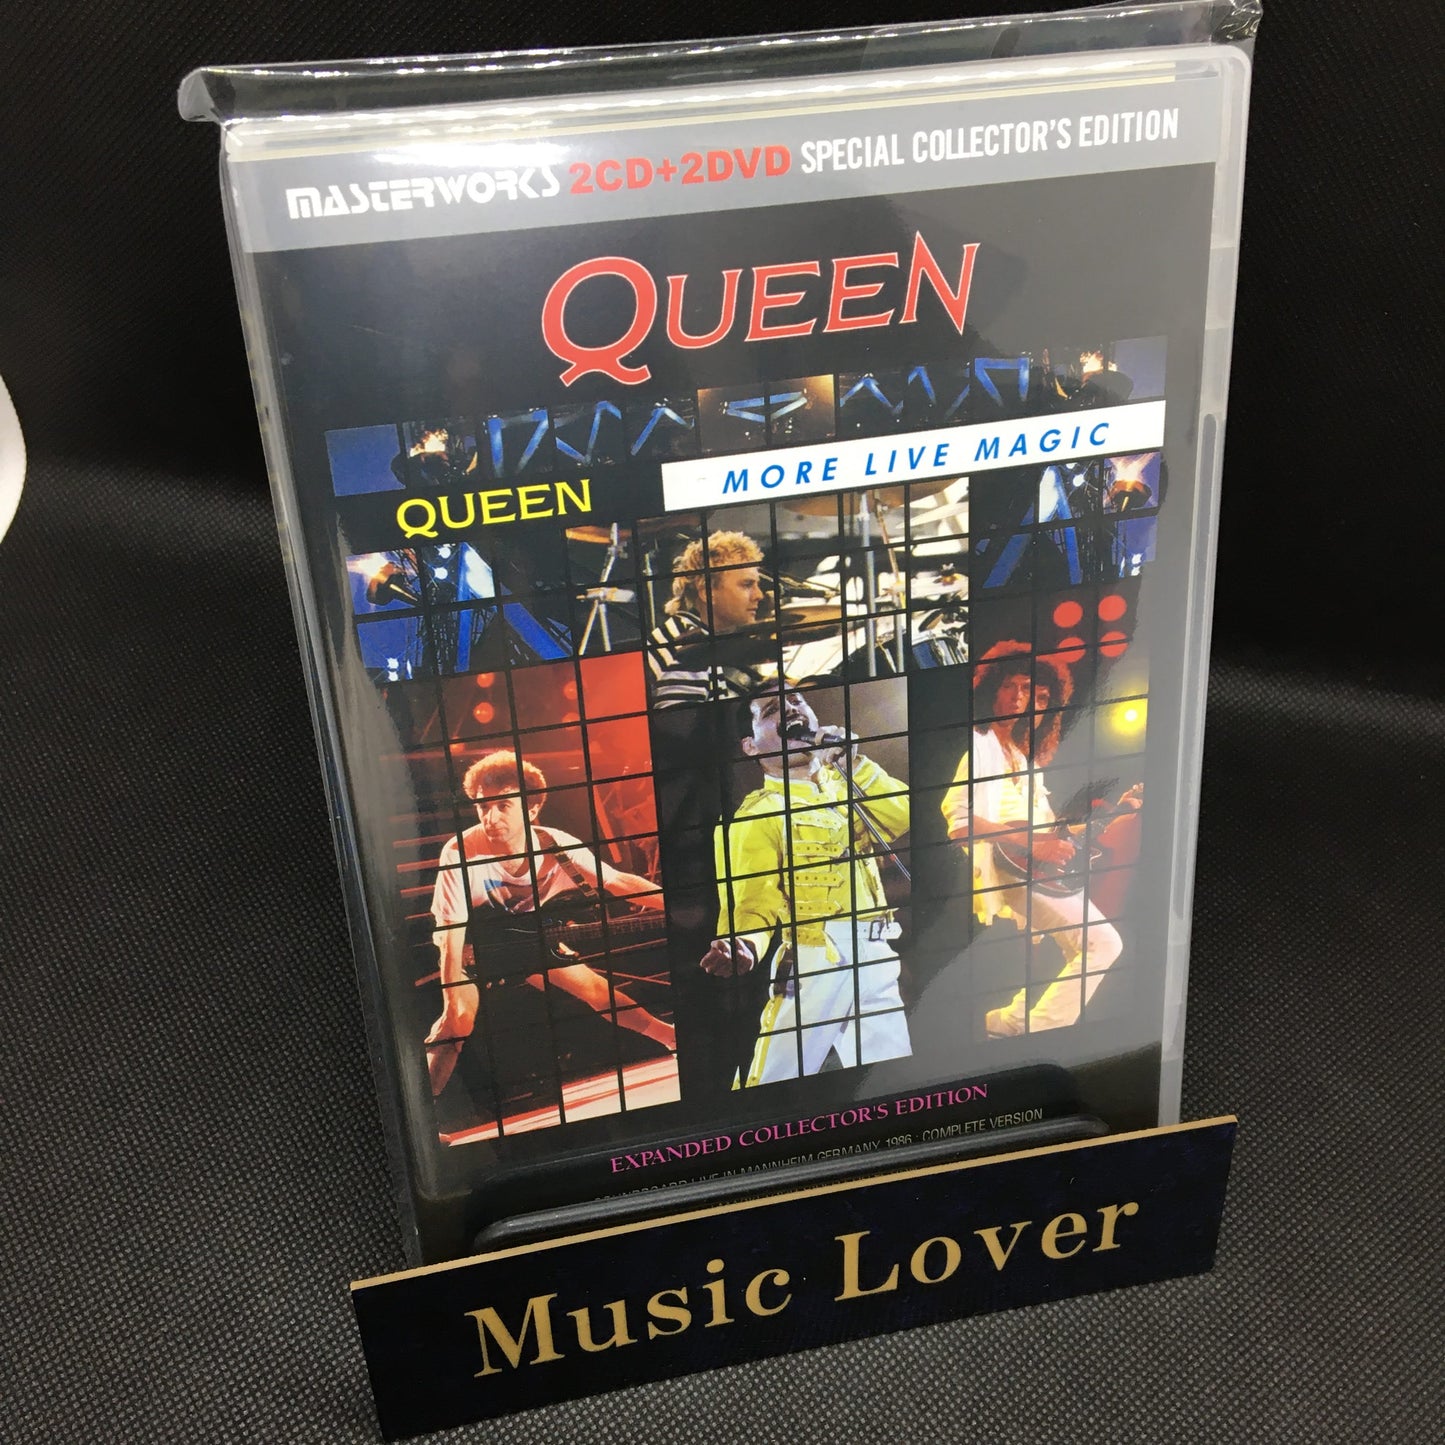 MASTERWORKS 2CD+2DVD SPECIAL COLLECTOR'S EDITION
QUEEN
MORE LIVE MAGIC
QUEEN
EXPANDED COLLECTOR'S EDITION
SOUNDBOARD LIVE IN MANNHEIM GERMANY 1986 : COMPLETE VERSION
Music Lover